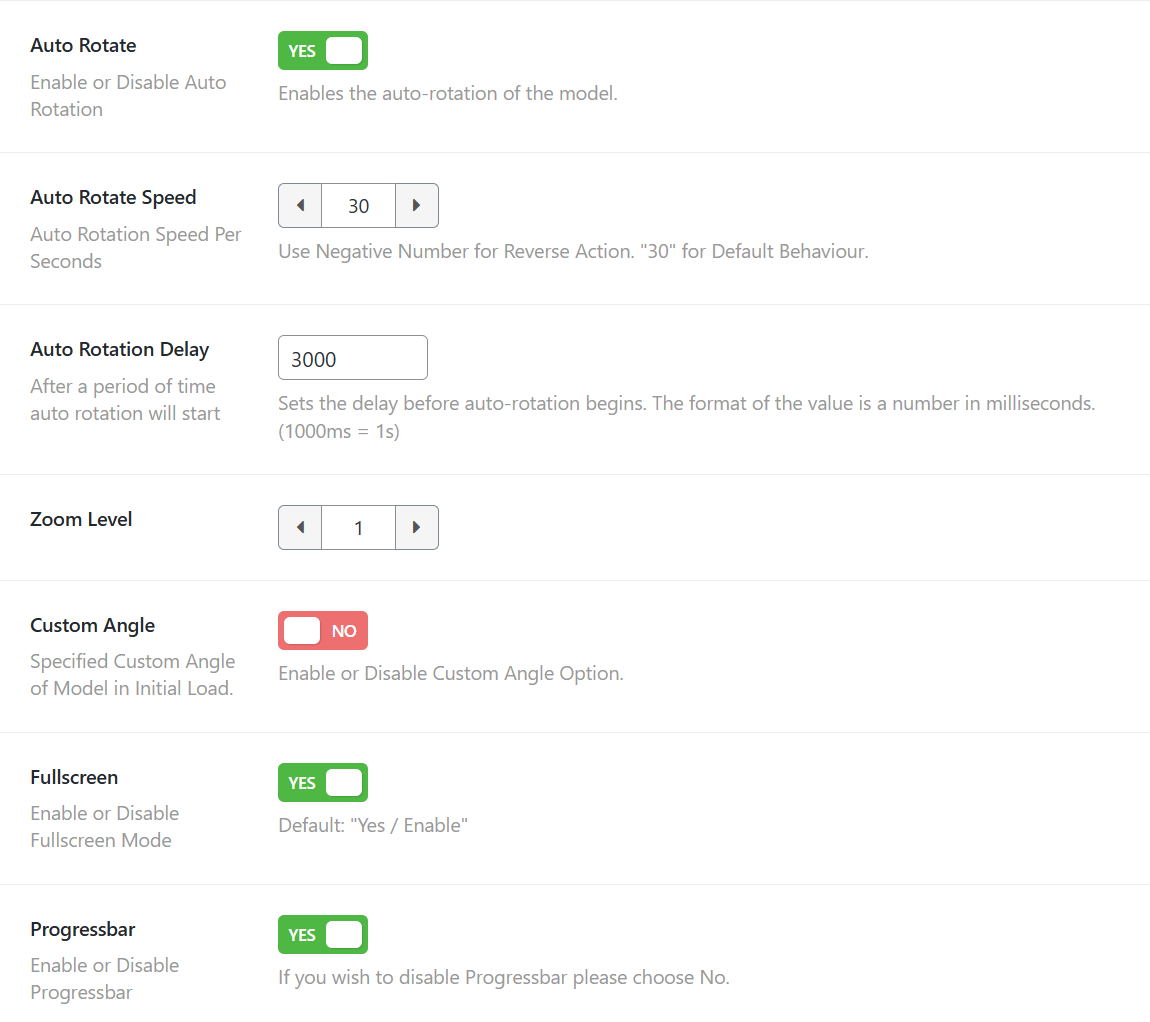 Auto Rotate
YES
Enable or Disable Auto
Rotation
Enables the auto-rotation of the model.
Auto Rotate Speed
30
Auto Rotation Speed Per
Seconds
Use Negative Number for Reverse Action. "30" for Default Behaviour.
Auto Rotation Delay
3000
After a period of time
auto rotation will start
Sets the delay before auto-rotation begins. The format of the value is a number in milliseconds.
(1000ms = 1s)
Zoom Level
1
Custom Angle
NO
Specified Custom Angle
of Model in Initial Load.
Enable or Disable Custom Angle Option.
Fullscreen
YES
Enable or Disable
Fullscreen Mode
Default: "Yes / Enable"
Progressbar
YES
Enable or Disable
Progressbar
If you wish to disable Progressbar please choose No.